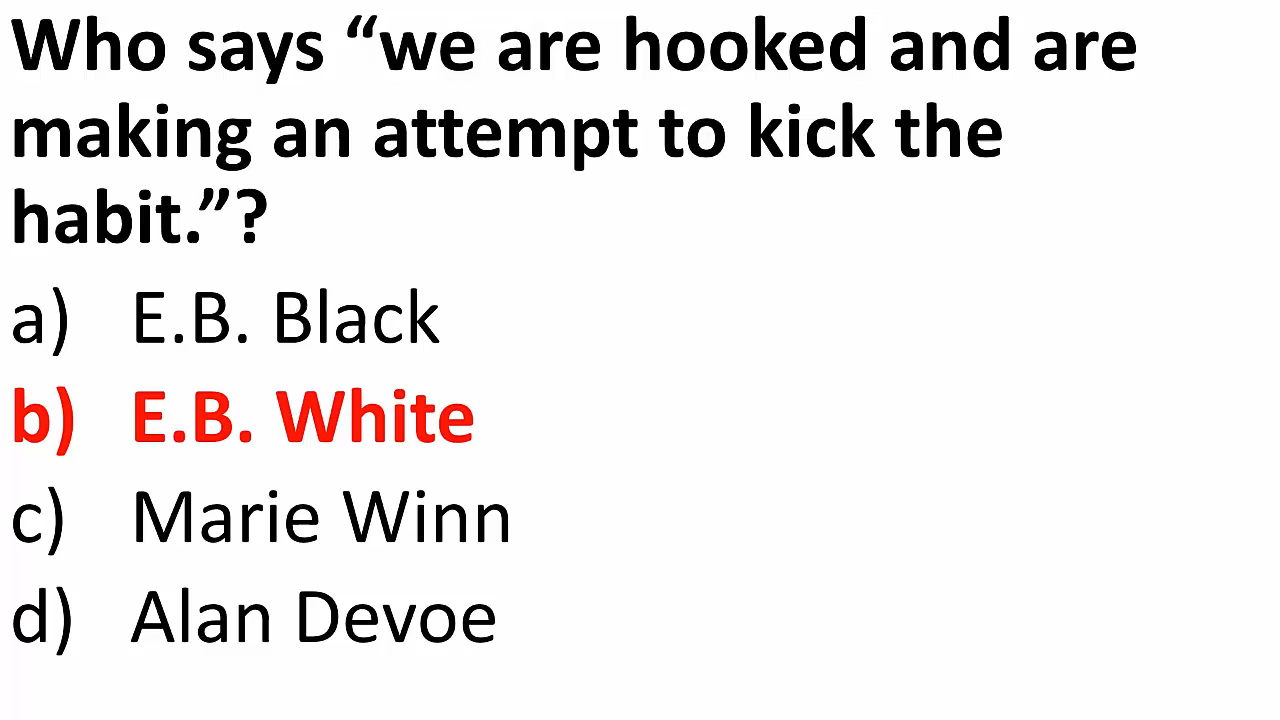 Who says “we are hooked and are
making an attempt to kick the
habit.”?
a) E.B. Black
b) E.B. White
c) Marie Winn
d) Alan Devoe